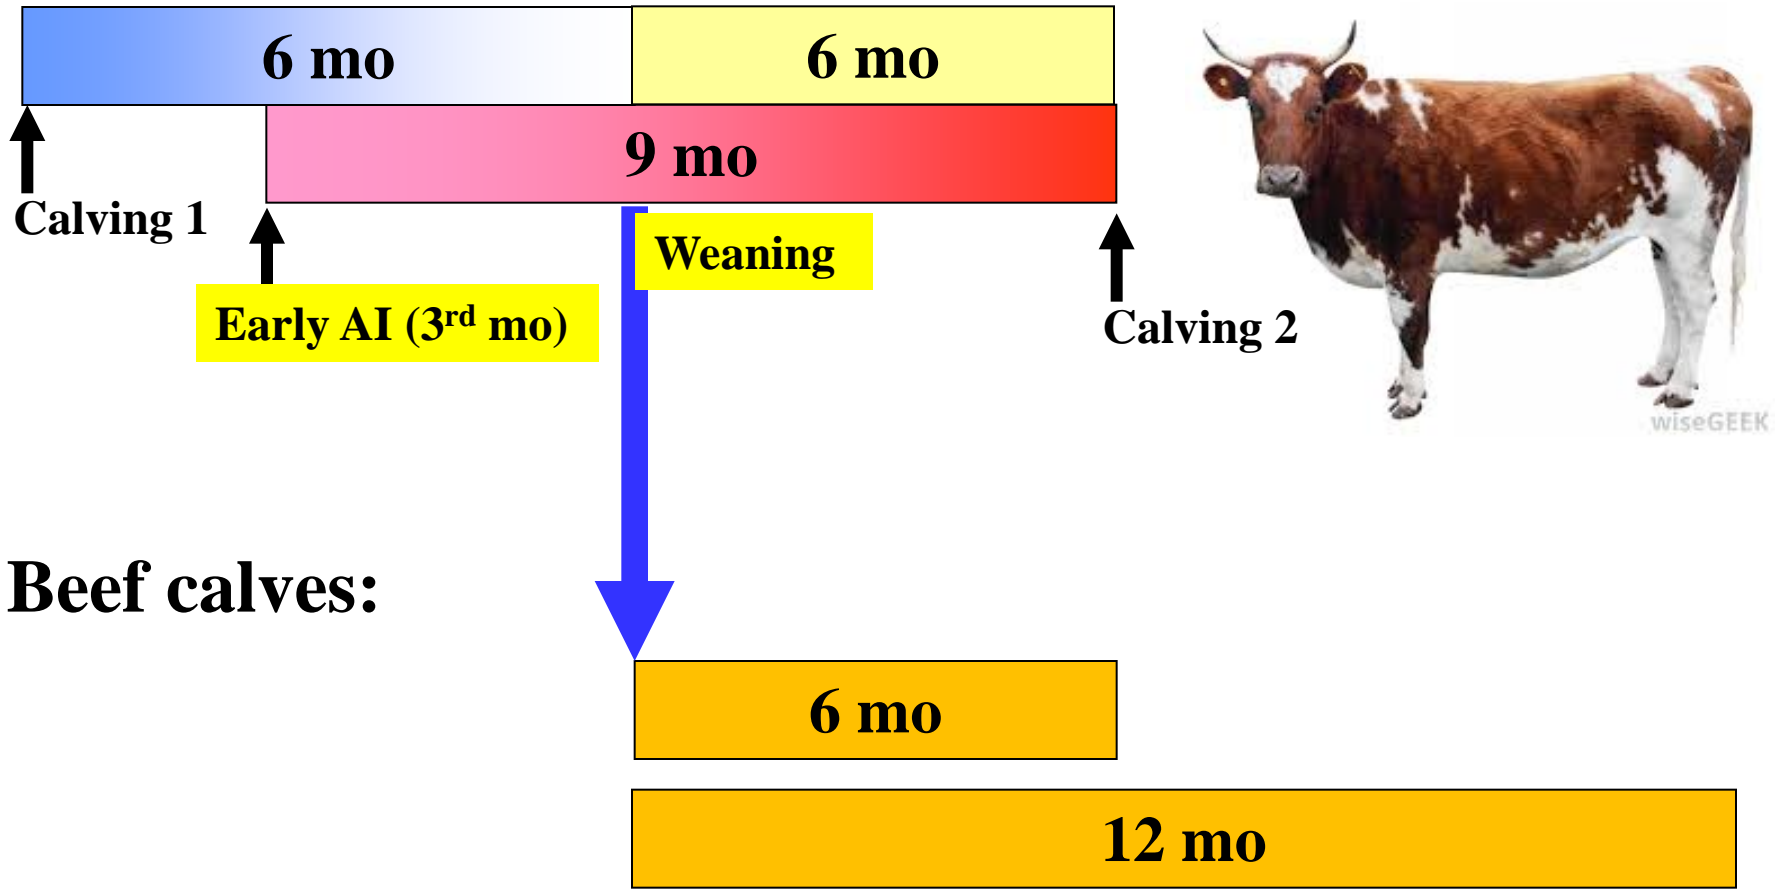 6 mo
6 mo
9 mo
Calving 1
Weaning
Early AI (3rd mo)
Calving 2
wiseGEEK
Beef calves:
6 mo
12 mo